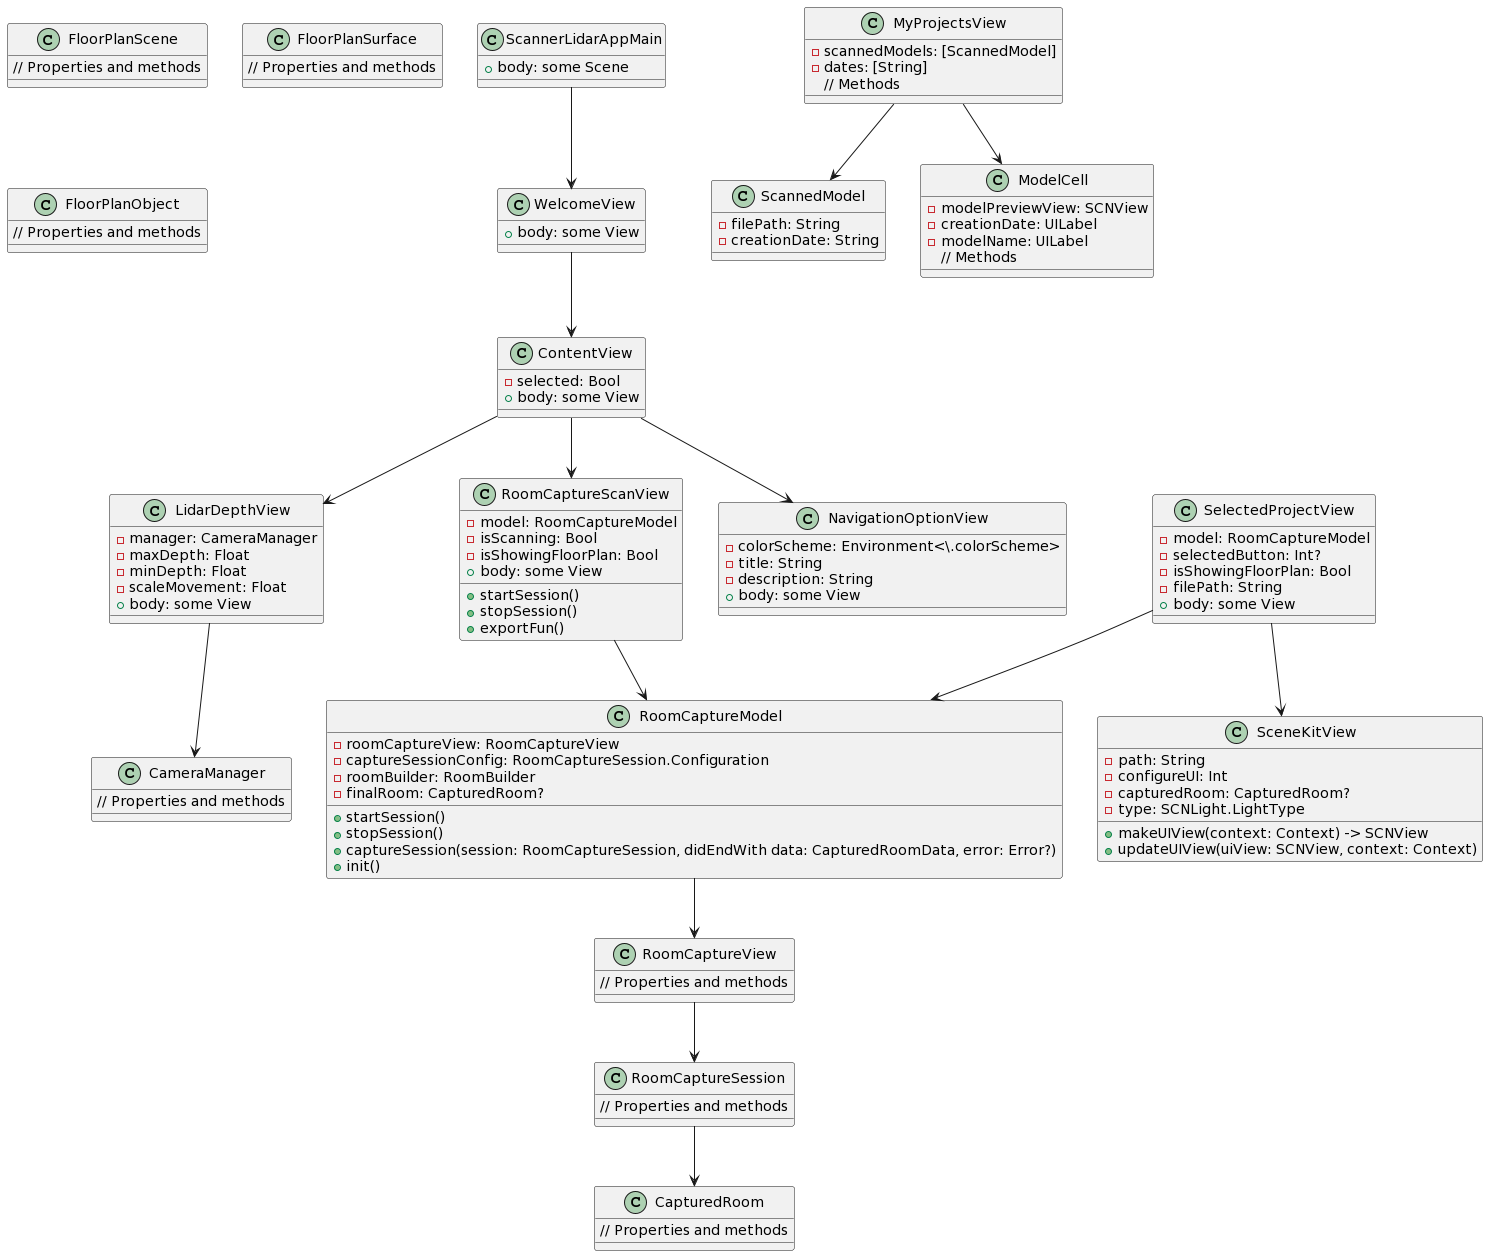 FloorPlanScene
// Properties and methods
FloorPlanSurface
// Properties and methods
ScannerLidarAppMain
body: some Scene
MyProjectsView
scannedModels: [ScannedModel]
dates: [String]
// Methods
FloorPlanObject
// Properties and methods
WelcomeView
body: some View
ScannedModel
filePath: String
creationDate: String
ModelCell
modelPreviewView: SCNView
creationDate: UILabel
modelName: UILabel
// Methods
ContentView
selected: Bool
body: some View
LidarDepthView
manager: CameraManager
maxDepth: Float
minDepth: Float
scaleMovement: Float
body: some View
RoomCaptureScanView
model: RoomCaptureModel
isScanning: Bool
isShowingFloorPlan: Bool
body: some View
startSession()
stopSession()
exportFun()
NavigationOptionView
colorScheme: Environment<\.colorScheme>
title: String
description: String
body: some View
SelectedProjectView
model: RoomCaptureModel
selectedButton: Int?
isShowingFloorPlan: Bool
filePath: String
body: some View
CameraManager
// Properties and methods
RoomCaptureModel
roomCaptureView: RoomCaptureView
captureSessionConfig: RoomCaptureSession.Configuration
roomBuilder: RoomBuilder
finalRoom: CapturedRoom?
startSession()
stopSession()
captureSession(session: RoomCaptureSession, didEndWith data: CapturedRoomData, error: Error?)
init()
SceneKitView
path: String
configureUI: Int
capturedRoom: CapturedRoom?
type: SCNLight.LightType
makeUIView(context: Context) -> SCNView
updateUIView(uiView: SCNView, context: Context)
RoomCaptureView
// Properties and methods
RoomCaptureSession
// Properties and methods
CapturedRoom
// Properties and methods